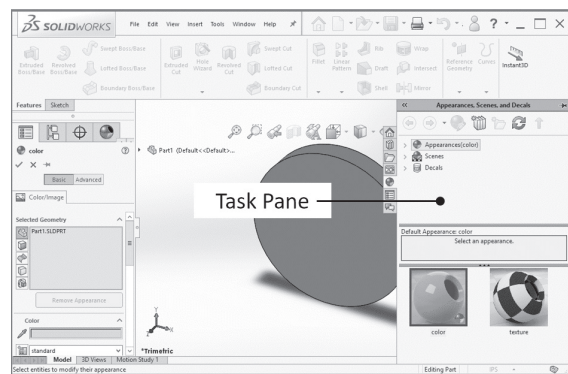 SOLIDWORKS File Edit View Insert Tools Window Help ?
Extruded Boss/Base
Revolved Boss/Base
Swept Boss/Base
Lofted Boss/Base
Boundary Boss/Base
Extruded Cut
Hole Wizard
Revolved Cut
Swept Cut
Lofted Cut
Boundary Cut
Fillet
Linear Pattern
Rib
Draft
Shell
Wrap
Intersect
Mirror
Reference Geometry
Curves
Instant3D
Features Sketch
color
Basic Advanced
Color/Image
Selected Geometry
Part1.SLDPRT
Remove Appearance
Color
standard
Part1 (Default<<Default>...
Task Pane
Y
X
Z
*Trimetric
Appearances, Scenes, and Decals
Appearances(color)
Scenes
Decals
Default Appearance: color
Select an appearance.
color
texture
Model 3D Views Motion Study 1
Select entities to modify their appearance
Editing Part IPS